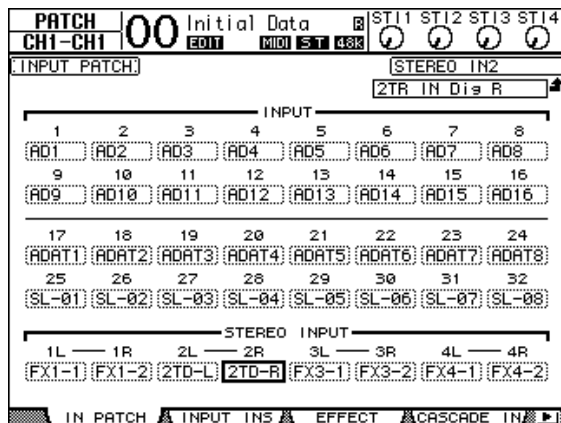 PATCH 00 Initial Data R ST11 ST12 ST13 ST14
CH1-CH1 EDIT MIDI S T 48k
INPUT PATCH STEREO IN2
2TR IN Dig R
INPUT
1 2 3 4 5 6 7 8
AD1 AD2 AD3 AD4 AD5 AD6 AD7 AD8
9 10 11 12 13 14 15 16
AD9 AD10 AD11 AD12 AD13 AD14 AD15 AD16
17 18 19 20 21 22 23 24
ADAT1 ADAT2 ADAT3 ADAT4 ADAT5 ADAT6 ADAT7 ADAT8
25 26 27 28 29 30 31 32
SL-01 SL-02 SL-03 SL-04 SL-05 SL-06 SL-07 SL-08
STEREO INPUT
1L 1R 2L 2R 3L 3R 4L 4R
FX1-1 FX1-2 2TD-L 2TD-R FX3-1 FX3-2 FX4-1 FX4-2
IN PATCH INPUT INS EFFECT CASCADE IN